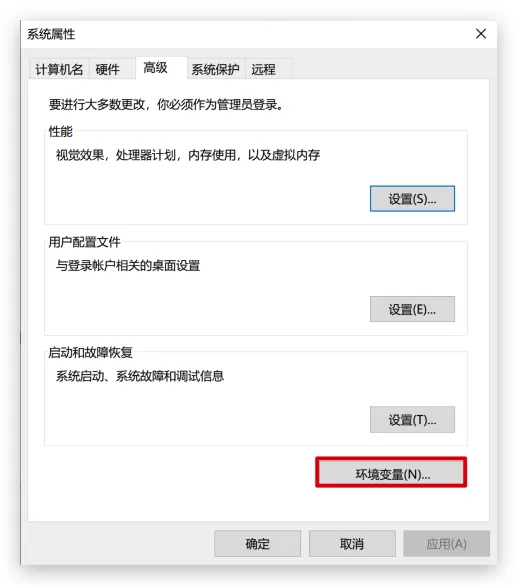 系统属性
计算机名 硬件 高级 系统保护 远程
要进行大多数更改，你必须作为管理员登录。
性能
视觉效果，处理器计划，内存使用，以及虚拟内存
设置(S)...
用户配置文件
与登录帐户相关的桌面设置
设置(E)...
启动和故障恢复
系统启动、系统故障和调试信息
设置(T)...
环境变量(N)...
确定 取消 应用(A)